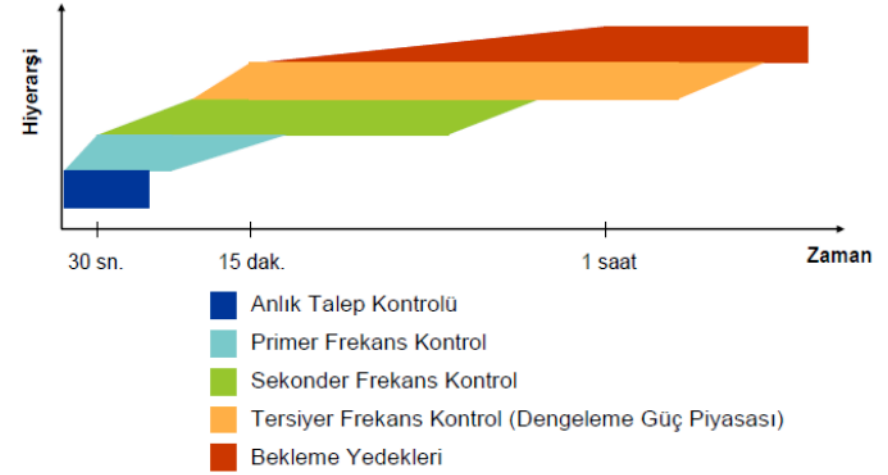 Hiyerarşi
30 sn.
15 dak.
1 saat
Zaman
Anlık Talep Kontrolü
Primer Frekans Kontrol
Sekonder Frekans Kontrol
Tersiyer Frekans Kontrol (Dengeleme Güç Piyasası)
Bekleme Yedekleri